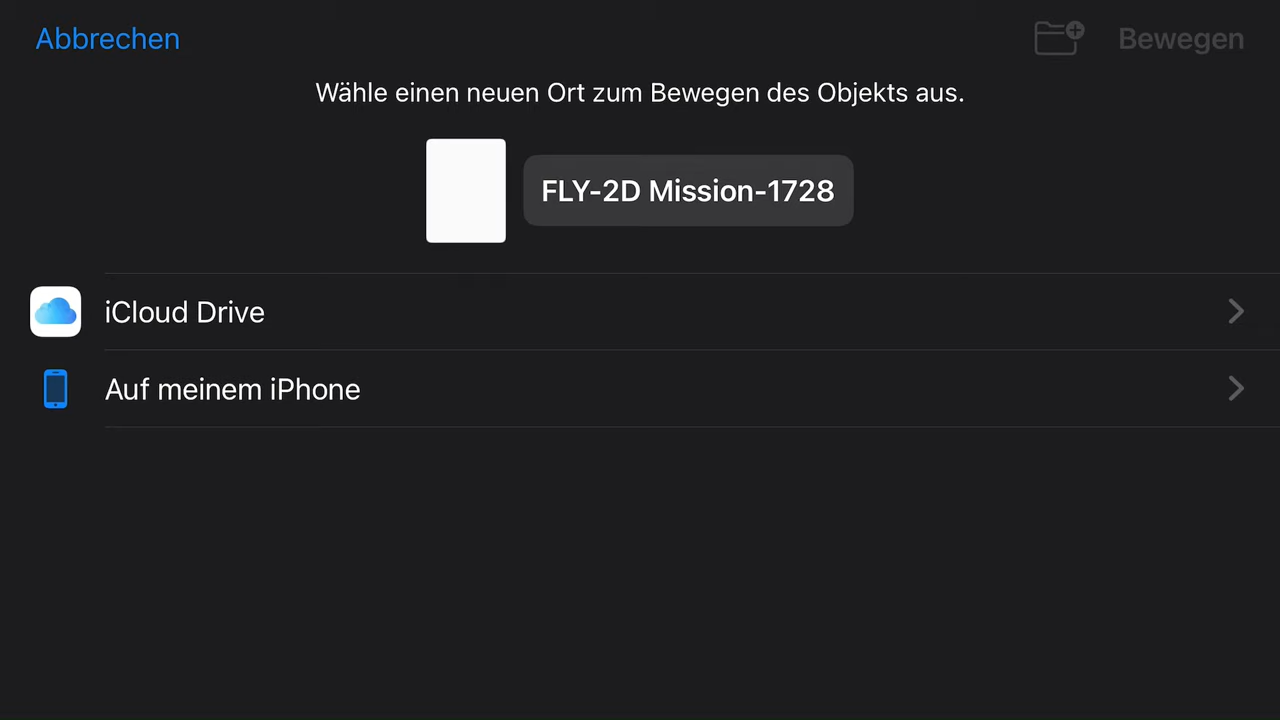 Abbrechen
Bewegen
Wähle einen neuen Ort zum Bewegen des Objekts aus.
FLY-2D Mission-1728
iCloud Drive
Auf meinem iPhone